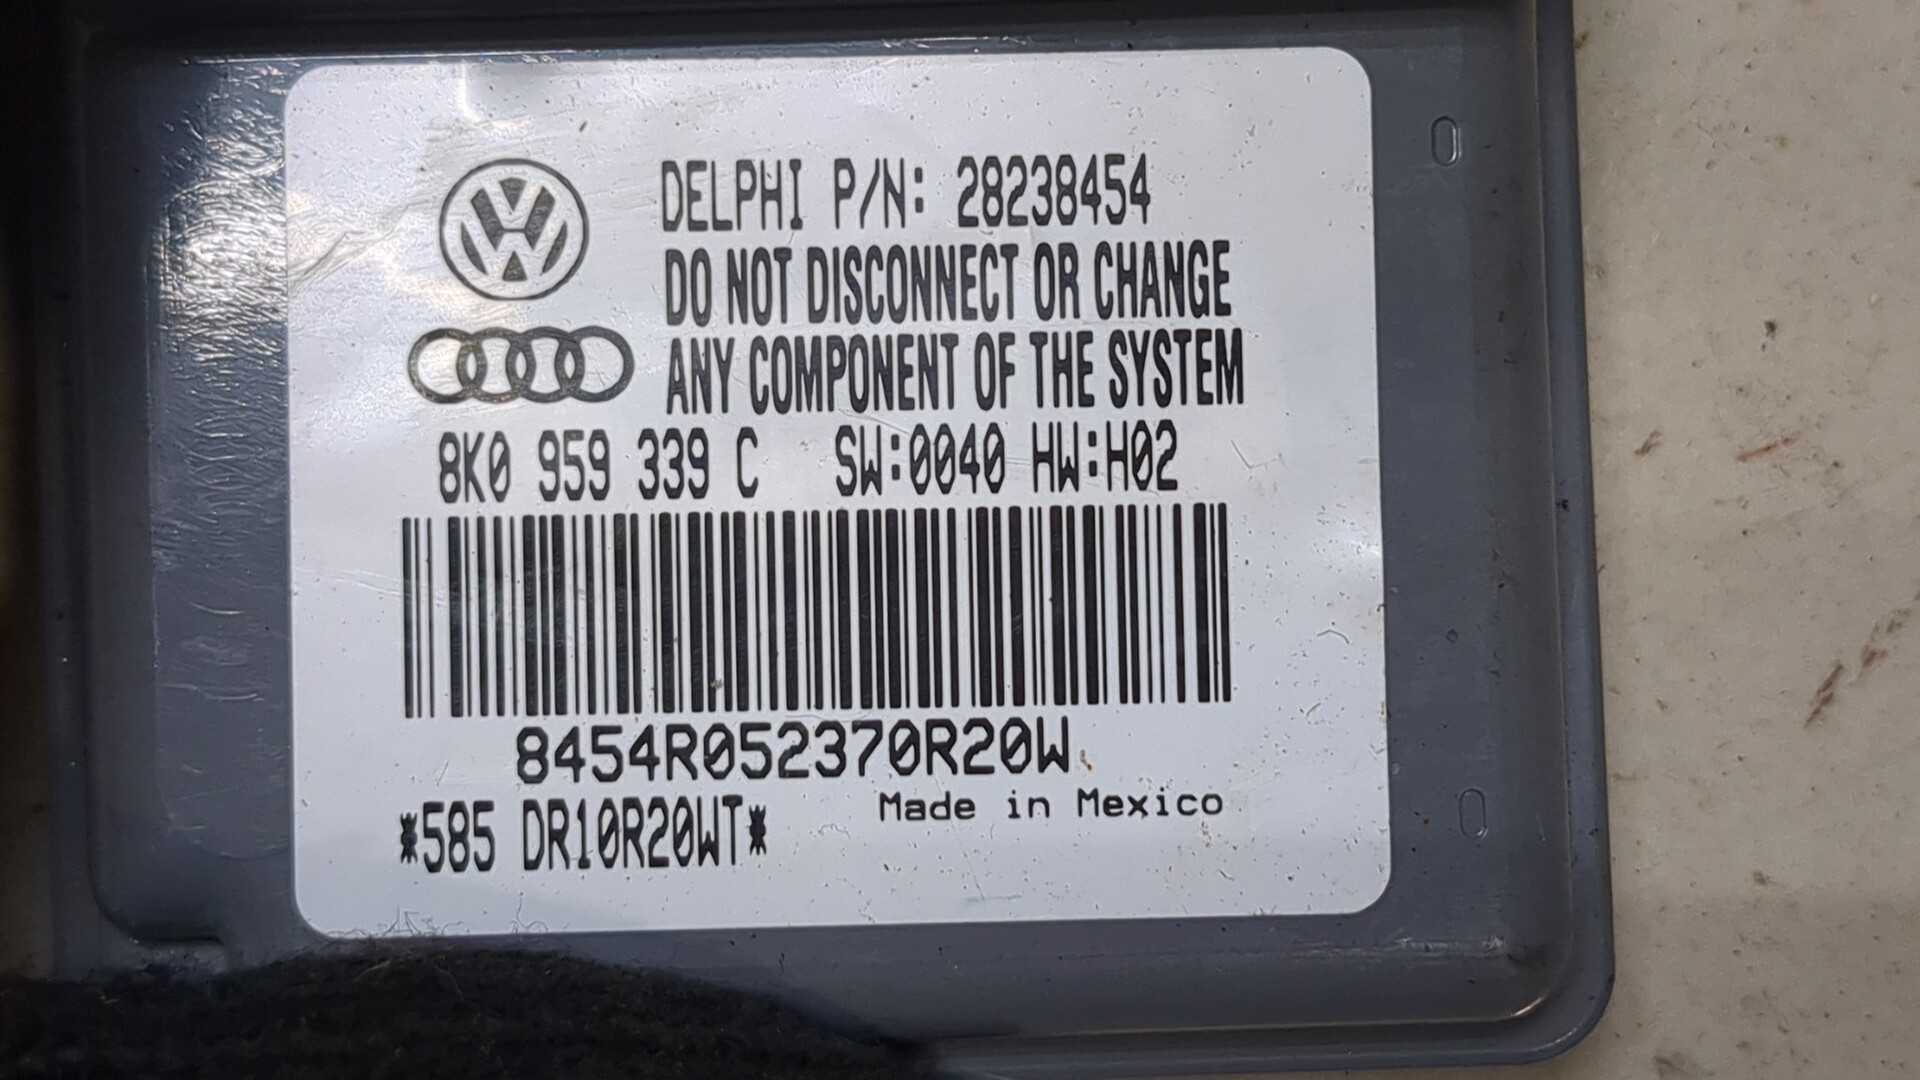 DELPHI P/N: 28238454
DO NOT DISCONNECT OR CHANGE
ANY COMPONENT OF THE SYSTEM
8K0 959 339 C SW:0040 HW:H02
8454R052370R20W
*585 DR10R20WT*
Made in Mexico